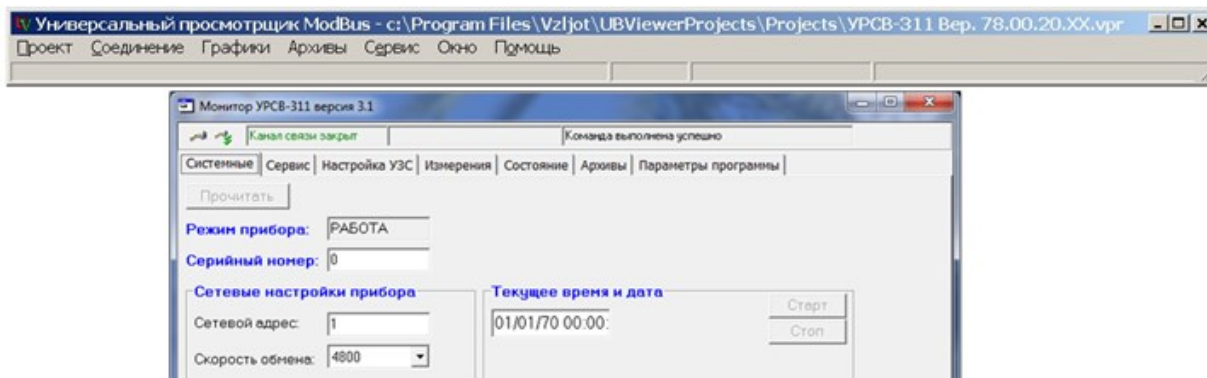 Универсальный просмотрщик ModBus - c:\Program Files\Vzljot\UBViewerProjects\Projects\УРСВ-311 Вер. 78.00.20.XX.vpr
Проект Соединение Графики Архивы Сервис Окно Помощь
Монитор УРСВ-311 версия 3.1
Канал связи закрыт Команда выполнена успешно
Системные Сервис Настройка УЗС Измерения Состояние Архивы Параметры программы
Прочитать
Режим прибора: РАБОТА
Серийный номер: 0
Сетевые настройки прибора Текущее время и дата
Старт
Сетевой адрес: 1 01/01/70 00:00:
Стоп
Скорость обмена: 4800